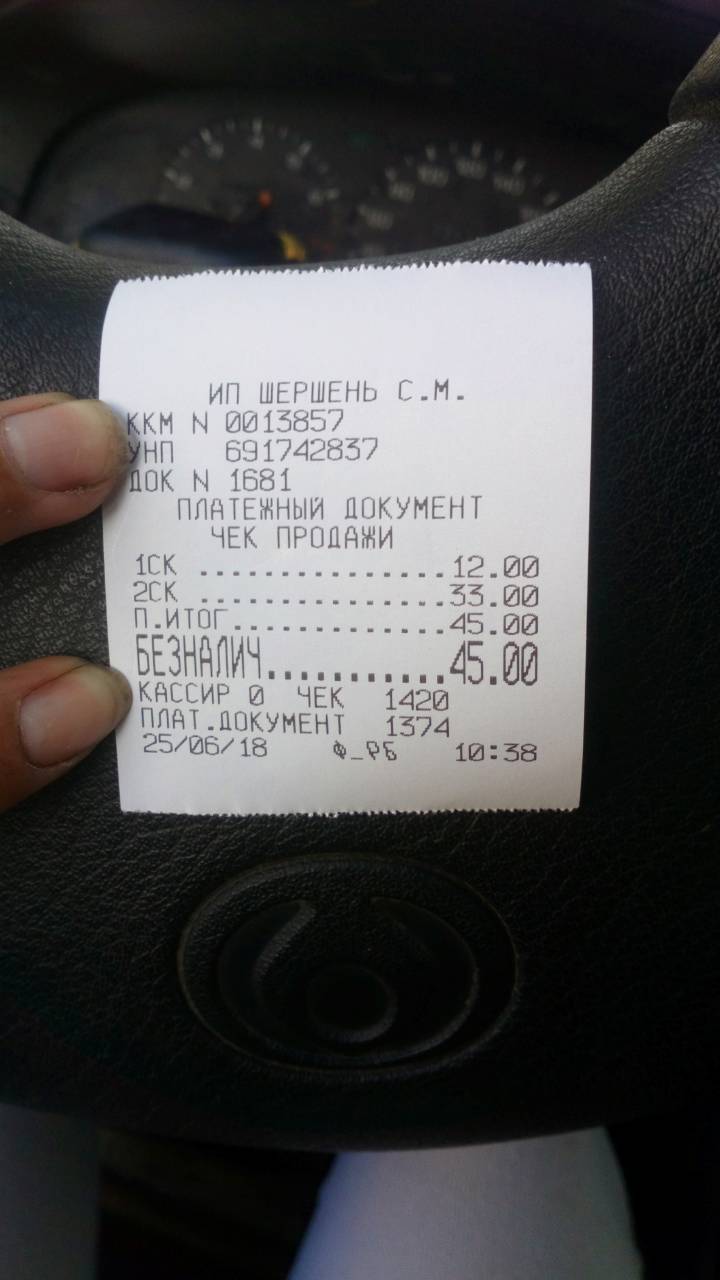 ИП ШЕРШЕНЬ С.М.
ККМ N 0013857
УНП 691742837
ДОК N 1681
ПЛАТЕЖНЫЙ ДОКУМЕНТ
ЧЕК ПРОДАЖИ
1СК ................12.00
2СК ................33.00
П.ИТОГ..............45.00
БЕЗНАЛИЧ...........45.00
КАССИР 0 ЧЕК 1420
ПЛАТ.ДОКУМЕНТ 1374
25/06/18 Ф_РБ 10:38